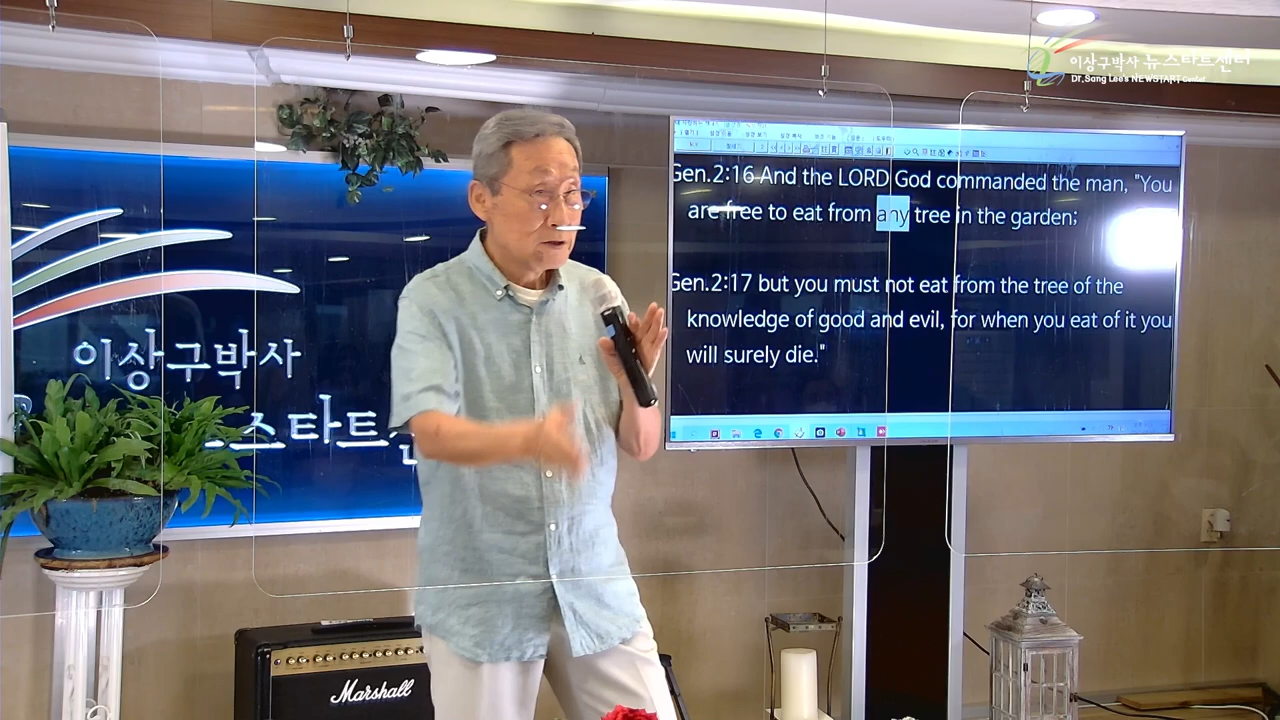 이상구박사 뉴스타트센터
Dr. Sang Lee's NEWSTART Center
Gen.2:16 And the LORD God commanded the man, "You
are free to eat from any tree in the garden;
Gen.2:17 but you must not eat from the tree of the
knowledge of good and evil, for when you eat of it you
will surely die."
이상구박사
스타트
Marshall